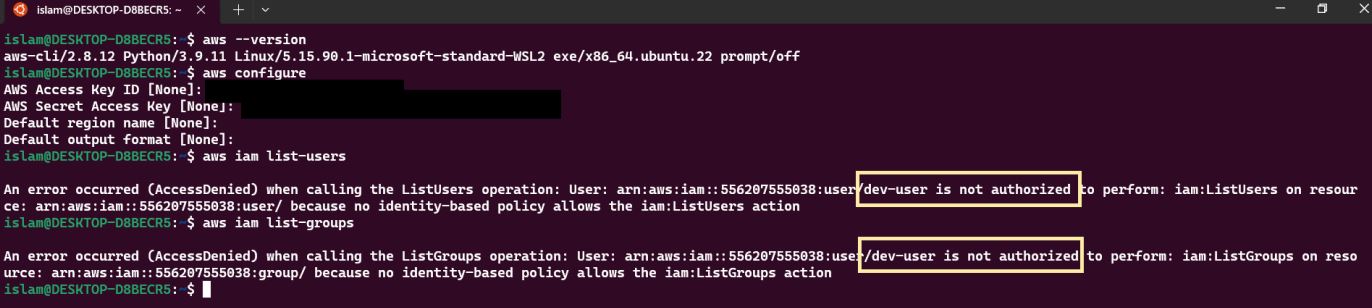 islam@DESKTOP-D8BECR5: ~
islam@DESKTOP-D8BECR5:~$ aws --version
aws-cli/2.8.12 Python/3.9.11 Linux/5.15.90.1-microsoft-standard-WSL2 exe/x86_64.ubuntu.22 prompt/off
islam@DESKTOP-D8BECR5:~$ aws configure
AWS Access Key ID [None]:
AWS Secret Access Key [None]:
Default region name [None]:
Default output format [None]:
islam@DESKTOP-D8BECR5:~$ aws iam list-users
An error occurred (AccessDenied) when calling the ListUsers operation: User: arn:aws:iam::556207555038:user/dev-user is not authorized to perform: iam:ListUsers on resour
ce: arn:aws:iam::556207555038:user/ because no identity-based policy allows the iam:ListUsers action
islam@DESKTOP-D8BECR5:~$ aws iam list-groups
An error occurred (AccessDenied) when calling the ListGroups operation: User: arn:aws:iam::556207555038:user/dev-user is not authorized to perform: iam:ListGroups on reso
urce: arn:aws:iam::556207555038:group/ because no identity-based policy allows the iam:ListGroups action
islam@DESKTOP-D8BECR5:~$